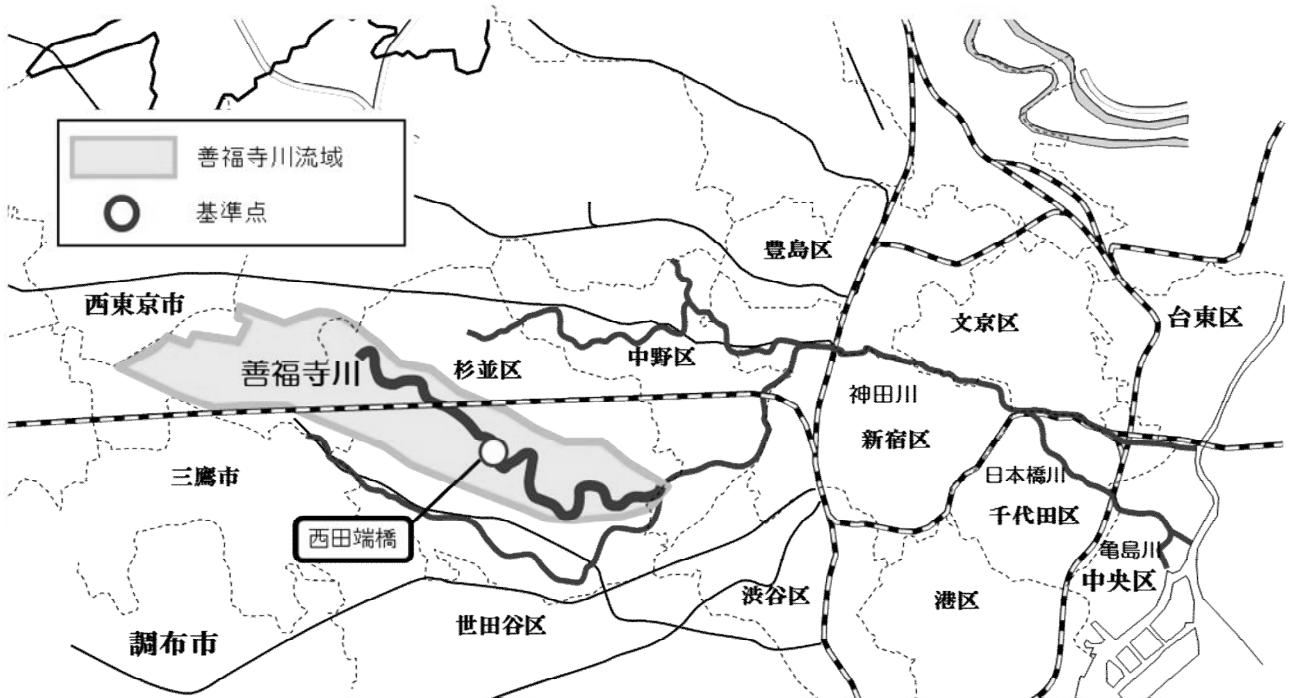 善福寺川流域
基準点
豊島区
西東京市
文京区
台東区
善福寺川
杉並区
中野区
神田川
新宿区
三鷹市
日本橋川
千代田区
西田端橋
亀島川
中央区
渋谷区
港区
世田谷区
調布市